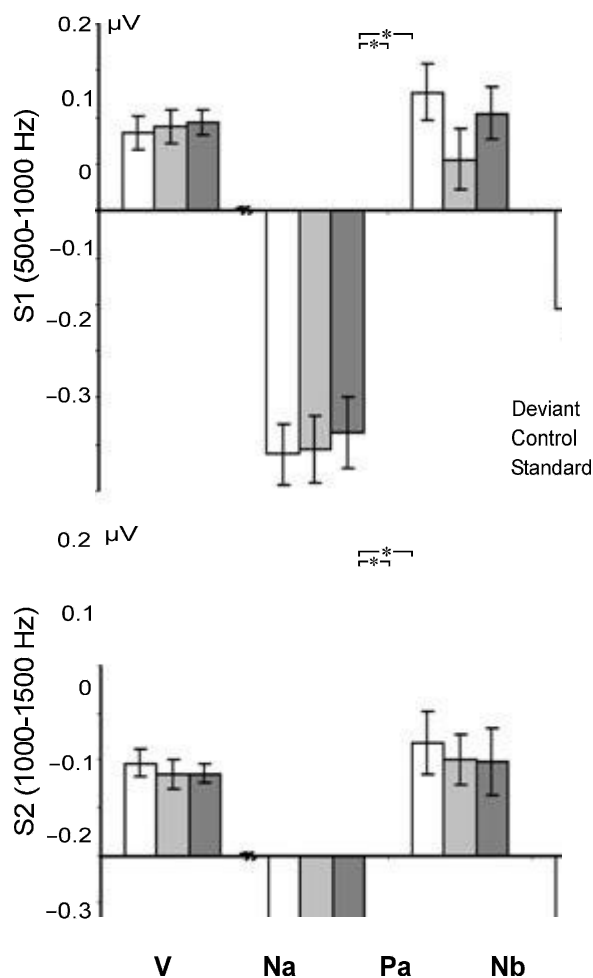 0.2 µV
* *
0.1
0
S1 (500-1000 Hz)
−0.1
−0.2
−0.3
Deviant
Control
Standard
0.2 µV
* *
0.1
0
S2 (1000-1500 Hz)
−0.1
−0.2
−0.3
V Na Pa Nb